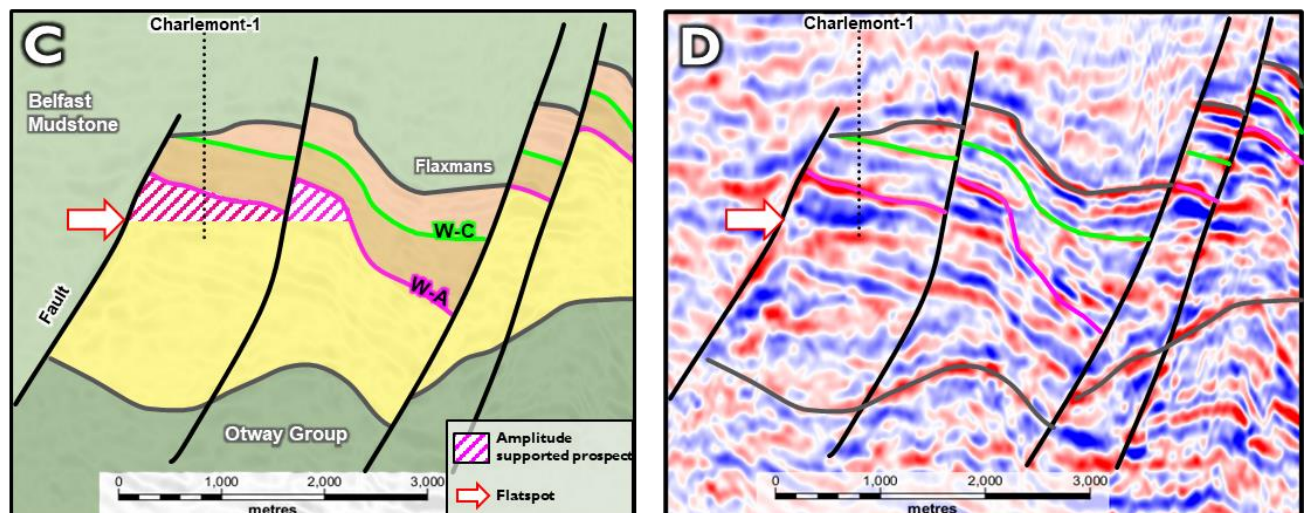 C
Charlemont-1
Belfast
Mudstone
Flaxmans
W-C
W-A
Fault
Otway Group
Amplitude
supported prospect
Flatspot
0 1,000 2,000 3,000
metres
D
Charlemont-1
0 1,000 2,000 3,000
metres